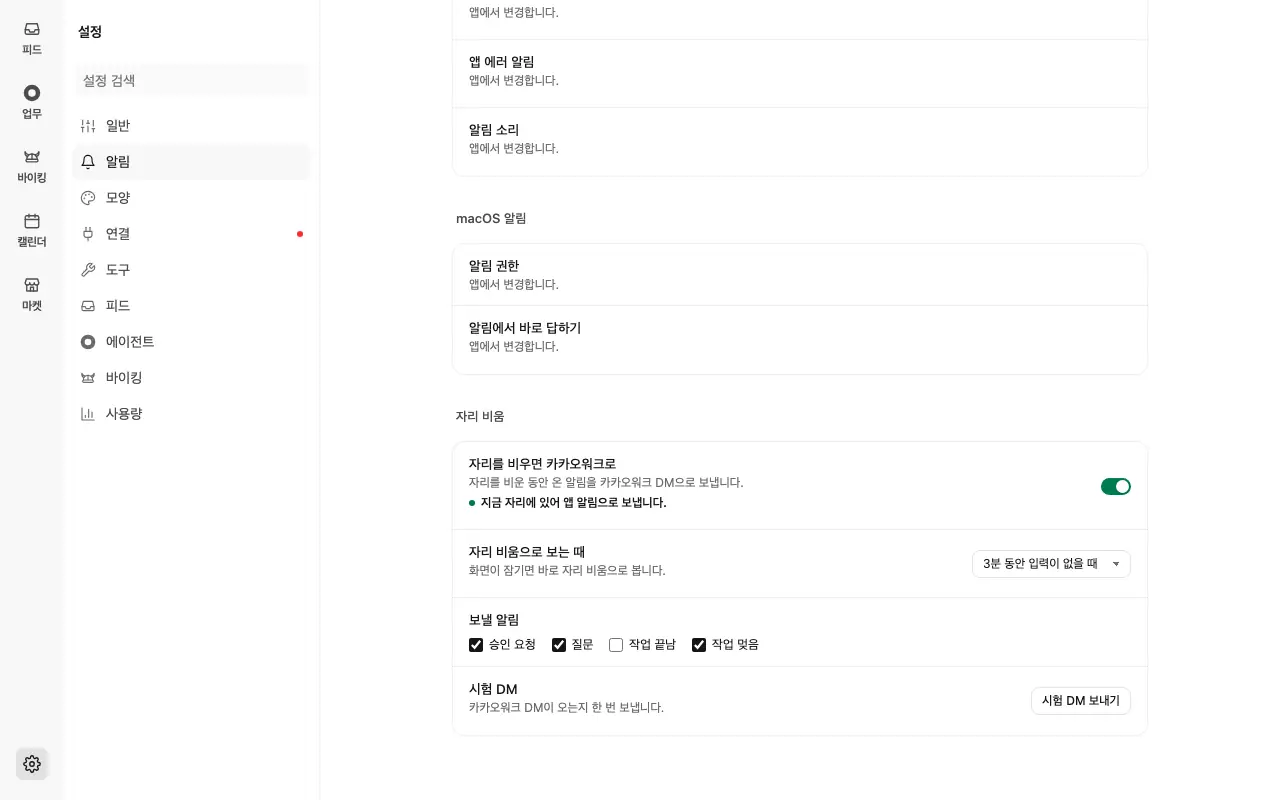 피드
업무
바이킹
캘린더
마켓
설정
설정 검색
일반
알림
모양
연결
도구
피드
에이전트
바이킹
사용량
앱에서 변경합니다.
앱 에러 알림
앱에서 변경합니다.
알림 소리
앱에서 변경합니다.
macOS 알림
알림 권한
앱에서 변경합니다.
알림에서 바로 답하기
앱에서 변경합니다.
자리 비움
자리를 비우면 카카오워크로
자리를 비운 동안 온 알림을 카카오워크 DM으로 보냅니다.
지금 자리에 있어 앱 알림으로 보냅니다.
자리 비움으로 보는 때
화면이 잠기면 바로 자리 비움으로 봅니다.
3분 동안 입력이 없을 때
보낼 알림
승인 요청 질문 작업 끝남 작업 멎음
시험 DM
카카오워크 DM이 오는지 한 번 보냅니다.
시험 DM 보내기